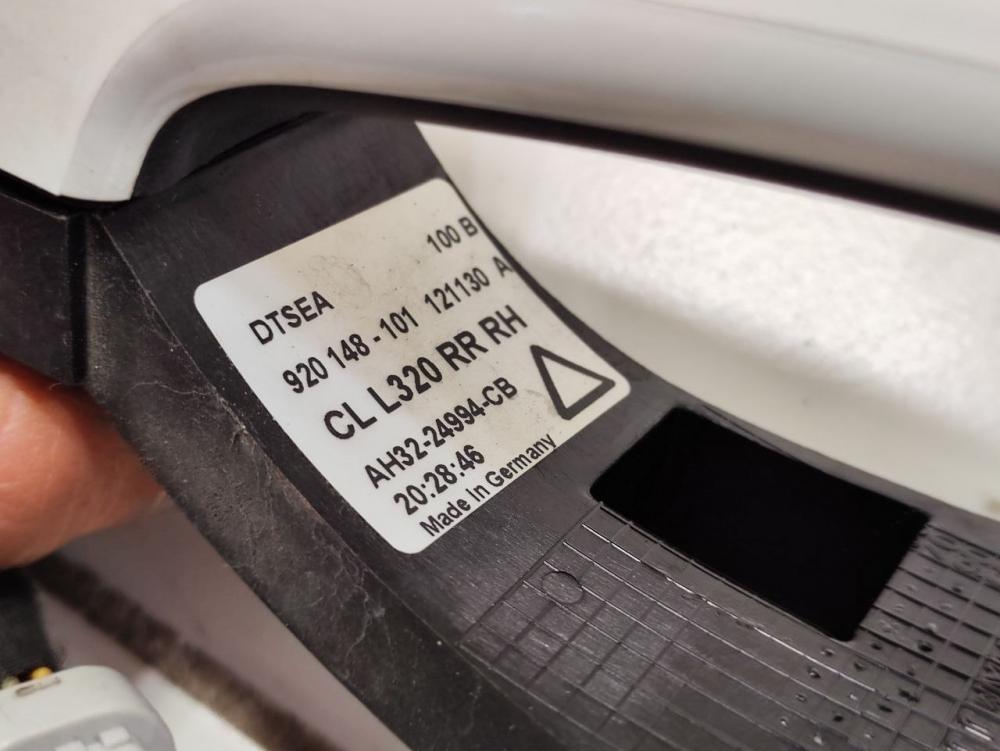 100 B
DTSEA
920 148 - 101 121130 A
CL L320 RR RH
AH32-24994-CB
20:28:46
Made In Germany